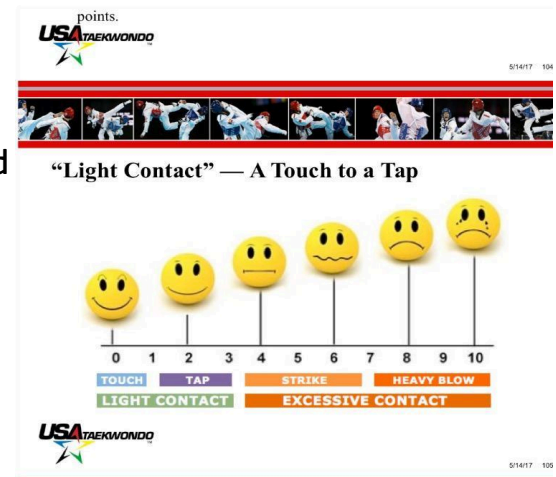 points.
USA TAEKWONDO
5/14/17 104
d
“Light Contact” — A Touch to a Tap
0 1 2 3 4 5 6 7 8 9 10
TOUCH TAP STRIKE HEAVY BLOW
LIGHT CONTACT EXCESSIVE CONTACT
USA TAEKWONDO
5/14/17 105